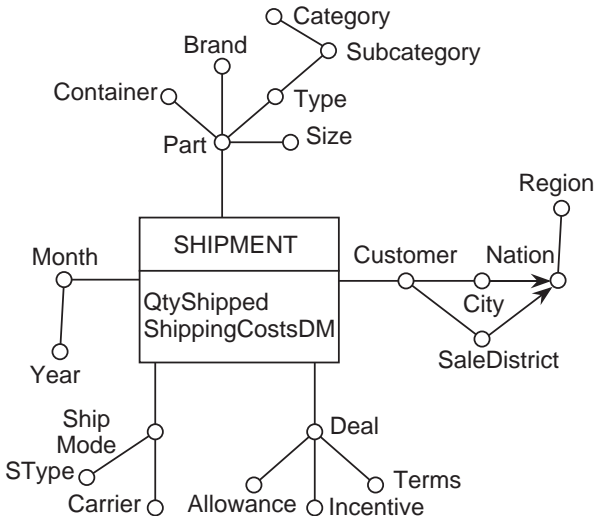 Category
Brand
Subcategory
Container
Type
Part
Size
Region
SHIPMENT
Month
Customer
Nation
QtyShipped
City
ShippingCostsDM
SaleDistrict
Year
Ship
Mode
Deal
SType
Terms
Carrier
Allowance
Incentive